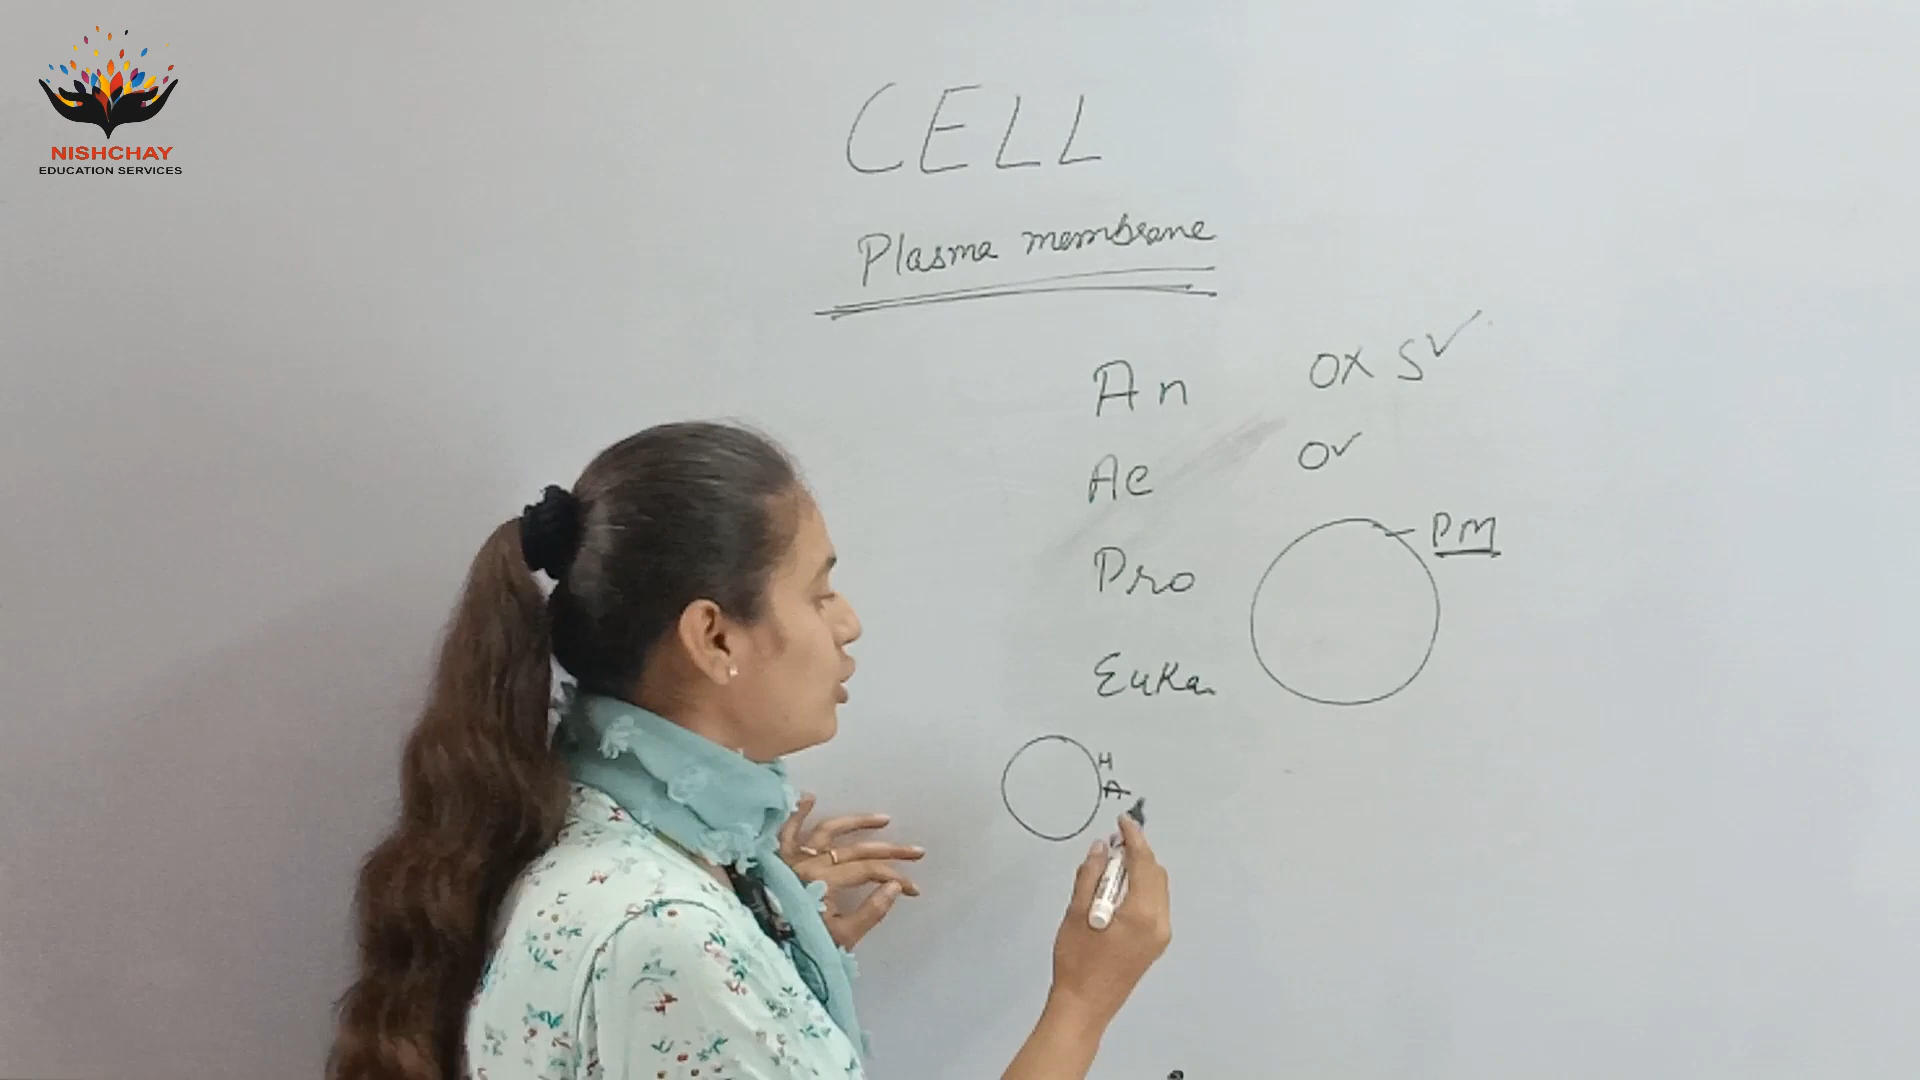 NISHCHAY
EDUCATION SERVICES
CELL
Plasma membrane
An OX S✓
Ae O✓
Pro
PM
Euka.
H
A